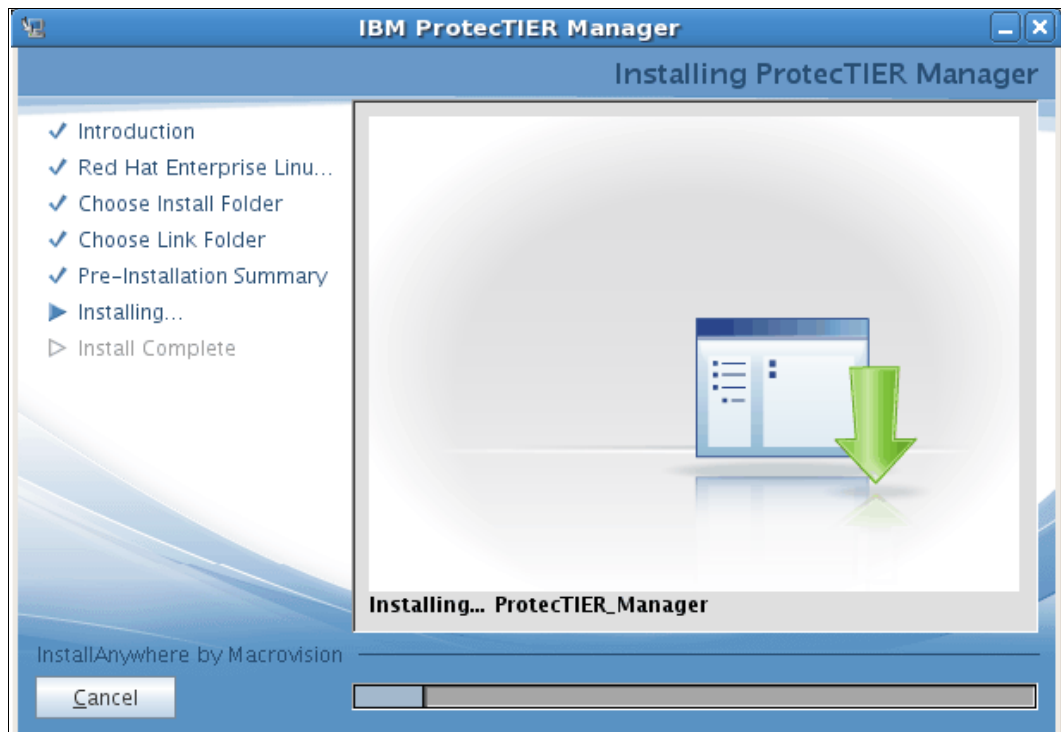 IBM ProtecTIER Manager
Installing ProtecTIER Manager
Introduction
Red Hat Enterprise Linu...
Choose Install Folder
Choose Link Folder
Pre-Installation Summary
Installing...
Install Complete
Installing... ProtecTIER_Manager
InstallAnywhere by Macrovision
Cancel